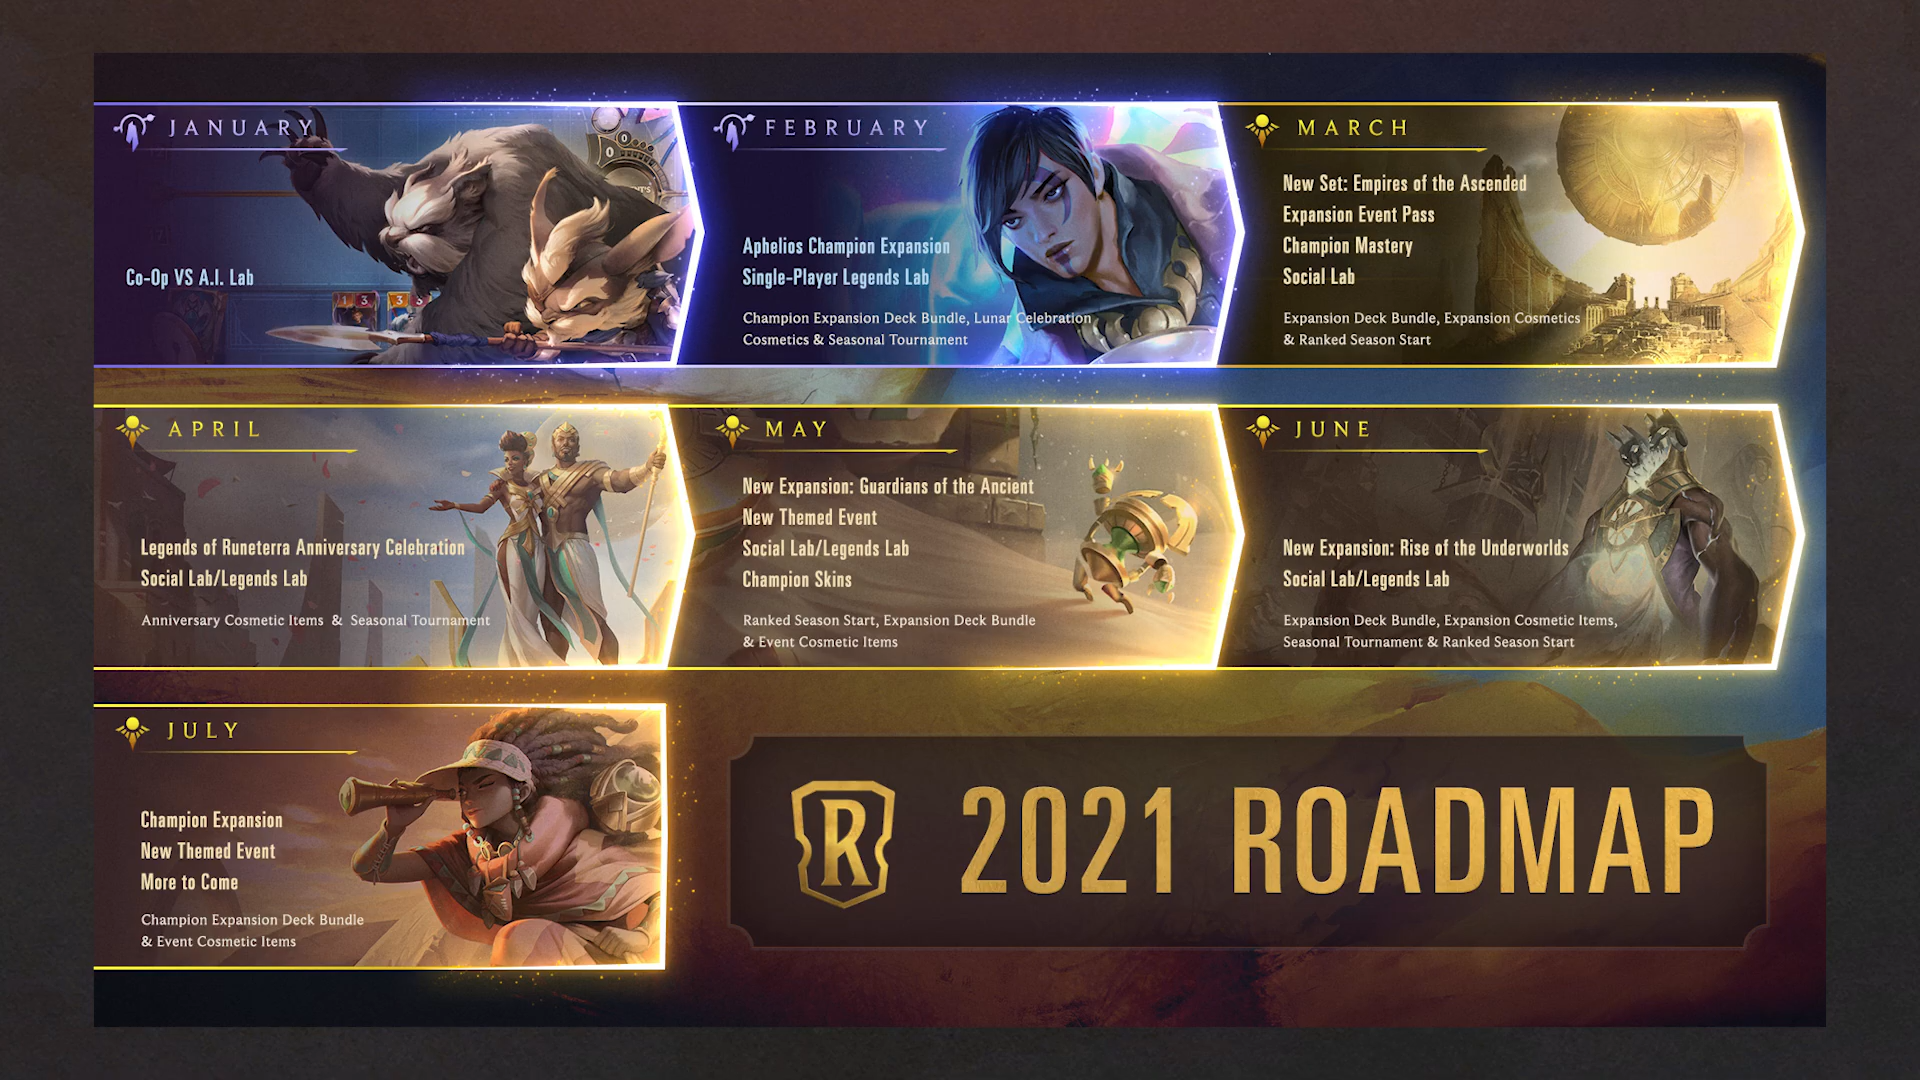 JANUARY
Co-Op VS A.I. Lab
0
0
1 3 3
FEBRUARY
Aphelios Champion Expansion
Single-Player Legends Lab
Champion Expansion Deck Bundle, Lunar Celebration
Cosmetics & Seasonal Tournament
MARCH
New Set: Empires of the Ascended
Expansion Event Pass
Champion Mastery
Social Lab
Expansion Deck Bundle, Expansion Cosmetics
& Ranked Season Start
APRIL
Legends of Runeterra Anniversary Celebration
Social Lab/Legends Lab
Anniversary Cosmetic Items & Seasonal Tournament
MAY
New Expansion: Guardians of the Ancient
New Themed Event
Social Lab/Legends Lab
Champion Skins
Ranked Season Start, Expansion Deck Bundle
& Event Cosmetic Items
JUNE
New Expansion: Rise of the Underworlds
Social Lab/Legends Lab
Expansion Deck Bundle, Expansion Cosmetic Items,
Seasonal Tournament & Ranked Season Start
JULY
Champion Expansion
New Themed Event
More to Come
Champion Expansion Deck Bundle
& Event Cosmetic Items
R 2021 ROADMAP